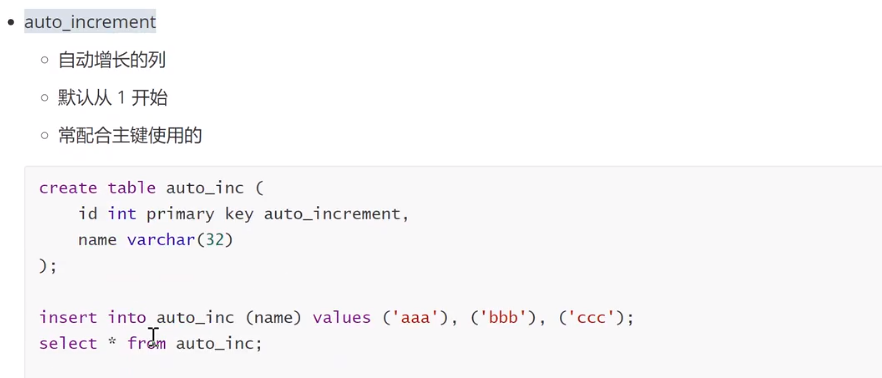 auto_increment
自动增长的列
默认从 1 开始
常配合主键使用的
create table auto_inc (
    id int primary key auto_increment,
    name varchar(32)
);
insert into auto_inc (name) values ('aaa'), ('bbb'), ('ccc');
select * from auto_inc;